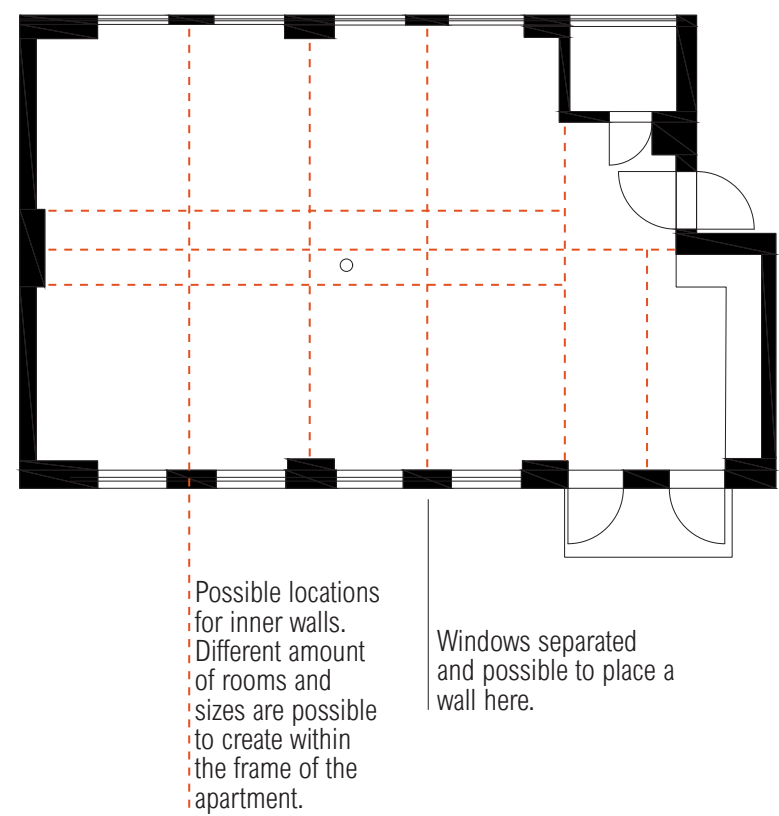 Possible locations
for inner walls.
Different amount
of rooms and
sizes are possible
to create within
the frame of the
apartment.
Windows separated
and possible to place a
wall here.